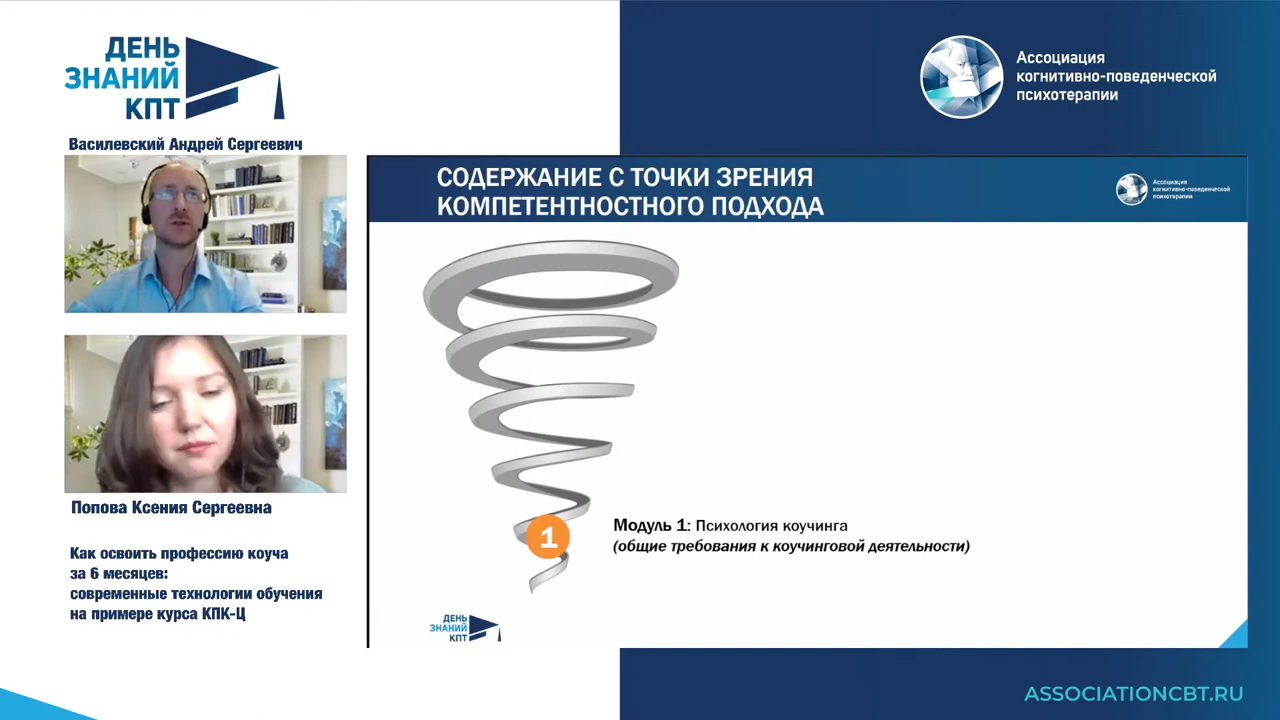 ДЕНЬ
ЗНАНИЙ
КПТ
Ассоциация
когнитивно-поведенческой
психотерапии
Василевский Андрей Сергеевич
СОДЕРЖАНИЕ С ТОЧКИ ЗРЕНИЯ
КОМПЕТЕНТНОСТНОГО ПОДХОДА
Ассоциация
когнитивно-поведенческой
психотерапии
1
Модуль 1: Психология коучинга
(общие требования к коучинговой деятельности)
ДЕНЬ
ЗНАНИЙ
КПТ
Попова Ксения Сергеевна
Как освоить профессию коуча
за 6 месяцев:
современные технологии обучения
на примере курса КПК-Ц
ASSOCIATIONCBT.RU